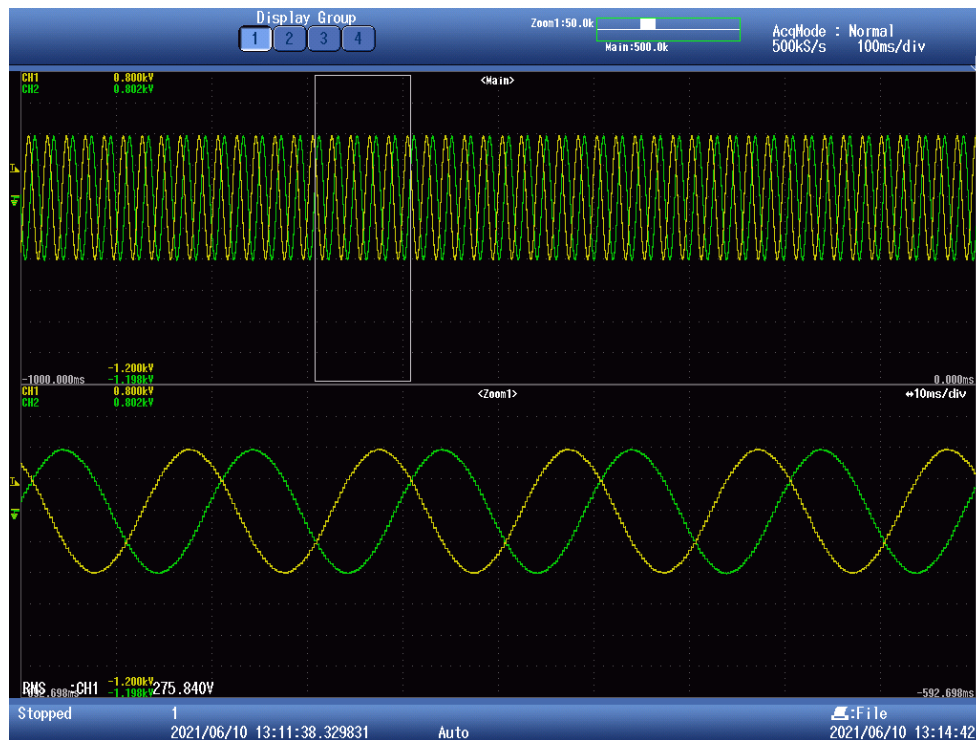 Display Group
1 2 3 4
Zoom1:50.0k
Main:500.0k
AcqMode : Normal
500kS/s 100ms/div
CH1 0.800kV
CH2 0.802kV
<Main>
T
-1.200kV
-1000.000ms -1.198kV 0.000ms
CH1 0.800kV
CH2 0.802kV
<Zoom1>
↔10ms/div
T
-1.200kV
RMS :CH1 275.840V
-692.698ms -1.198kV -592.698ms
Stopped 1
2021/06/10 13:11:38.329831 Auto
:File
2021/06/10 13:14:42